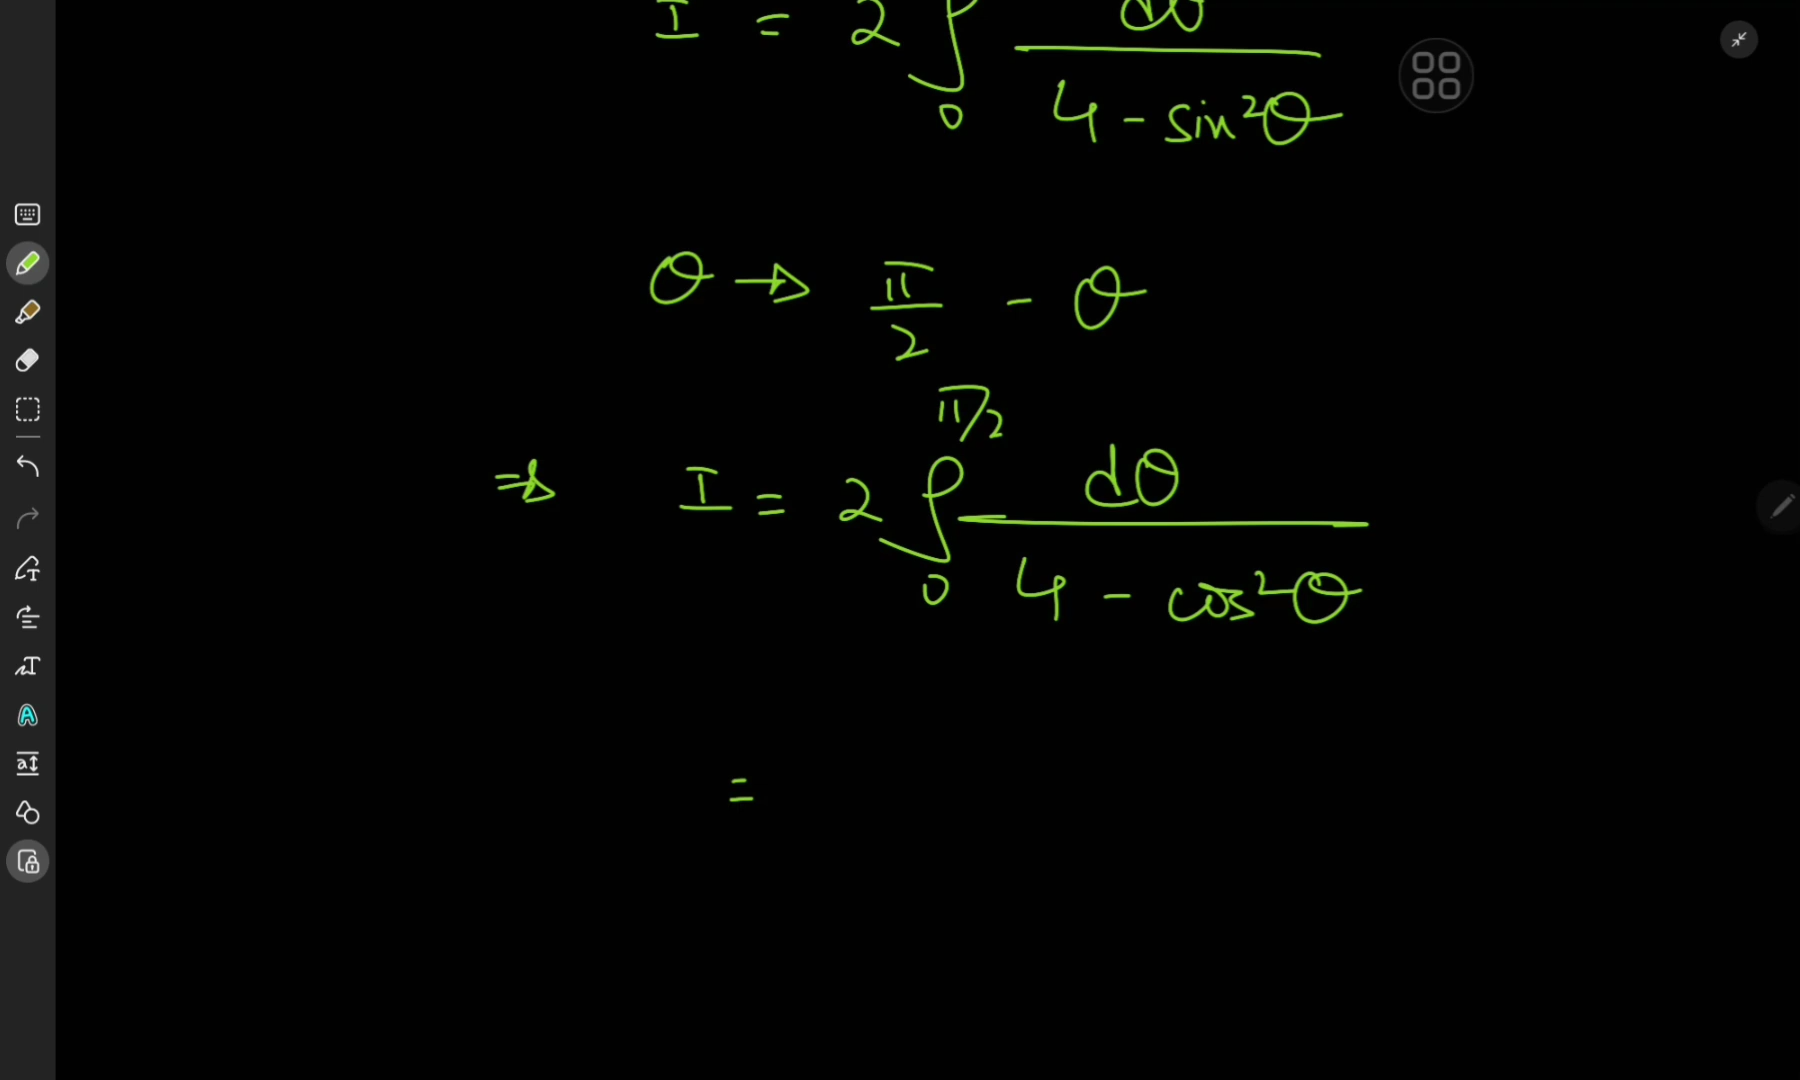 I = 2 ∫₀ dθ / (4 - sin²θ)
θ → π/2 - θ
⇒ I = 2 ∫₀^{π/2} dθ / (4 - cos²θ)
=